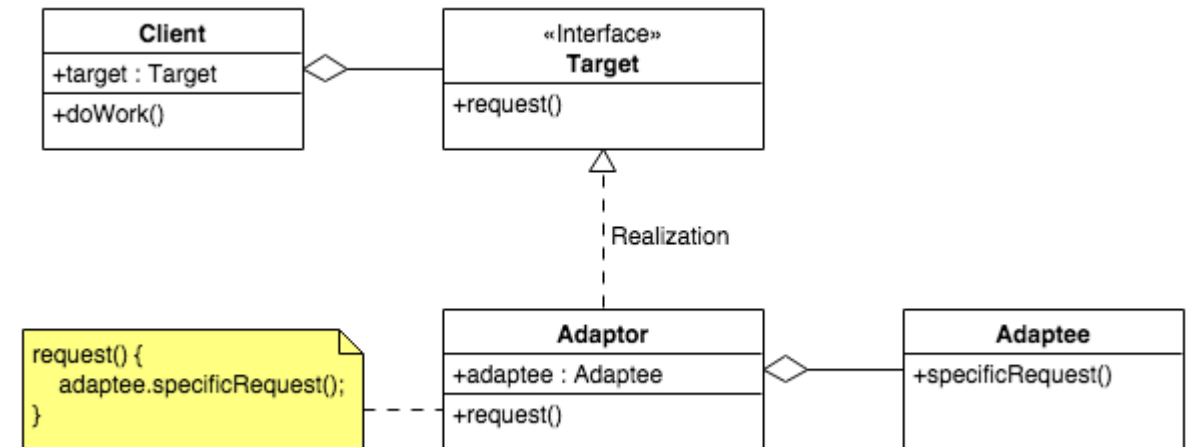 Client
+target : Target
+doWork()
«Interface»
Target
+request()
Realization
request() {
    adaptee.specificRequest();
}
Adaptor
+adaptee : Adaptee
+request()
Adaptee
+specificRequest()